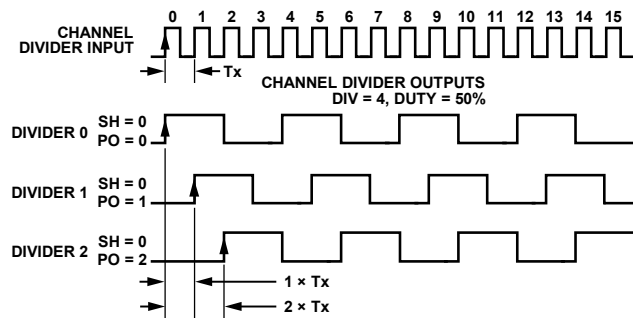 0 1 2 3 4 5 6 7 8 9 10 11 12 13 14 15
CHANNEL
DIVIDER INPUT
Tx
CHANNEL DIVIDER OUTPUTS
DIV = 4, DUTY = 50%
DIVIDER 0
SH = 0
PO = 0
DIVIDER 1
SH = 0
PO = 1
DIVIDER 2
SH = 0
PO = 2
1 × Tx
2 × Tx